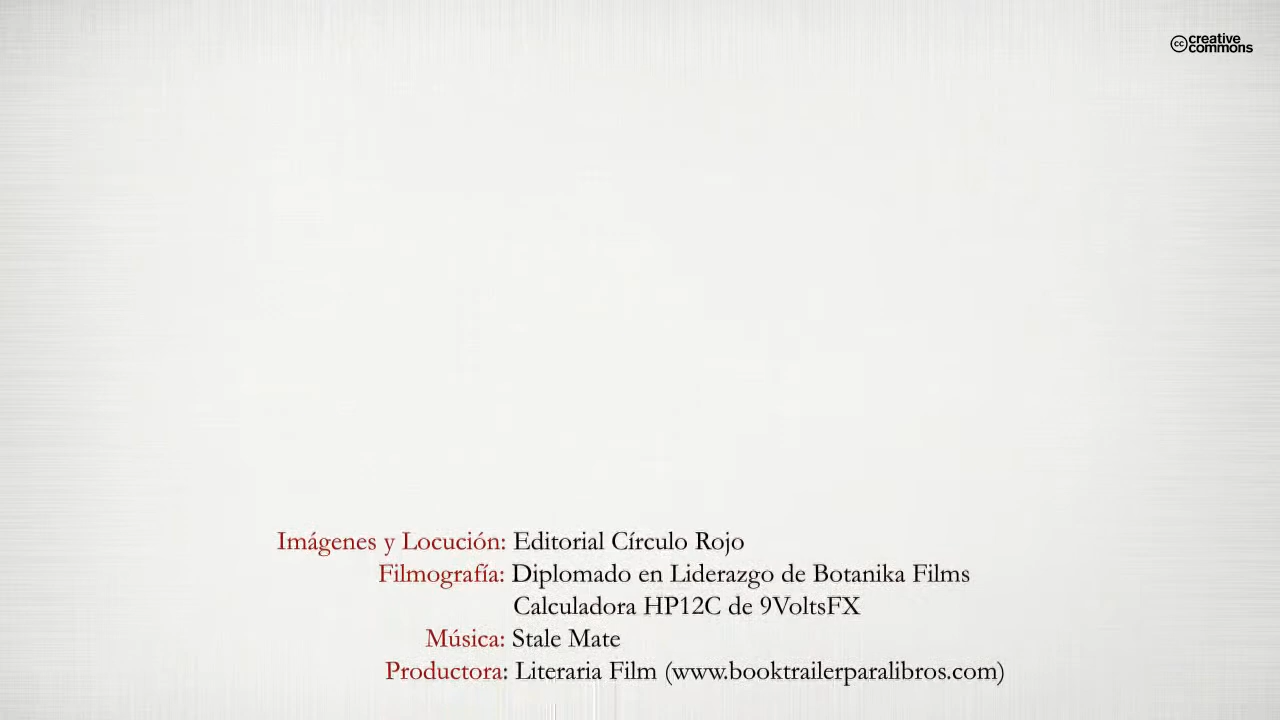 cc creative
commons
Imágenes y Locución: Editorial Círculo Rojo
Filmografía: Diplomado en Liderazgo de Botanika Films
Calculadora HP12C de 9VoltsFX
Música: Stale Mate
Productora: Literaria Film (www.booktrailerparalibros.com)